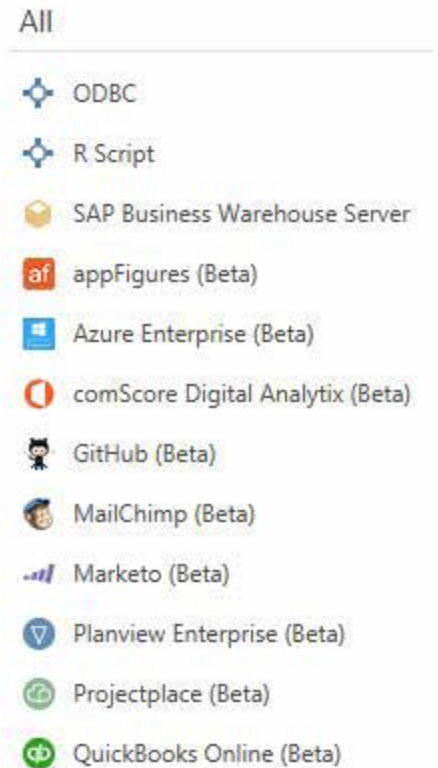 All
ODBC
R Script
SAP Business Warehouse Server
af appFigures (Beta)
Azure Enterprise (Beta)
comScore Digital Analytix (Beta)
GitHub (Beta)
MailChimp (Beta)
Marketo (Beta)
Planview Enterprise (Beta)
Projectplace (Beta)
qb QuickBooks Online (Beta)